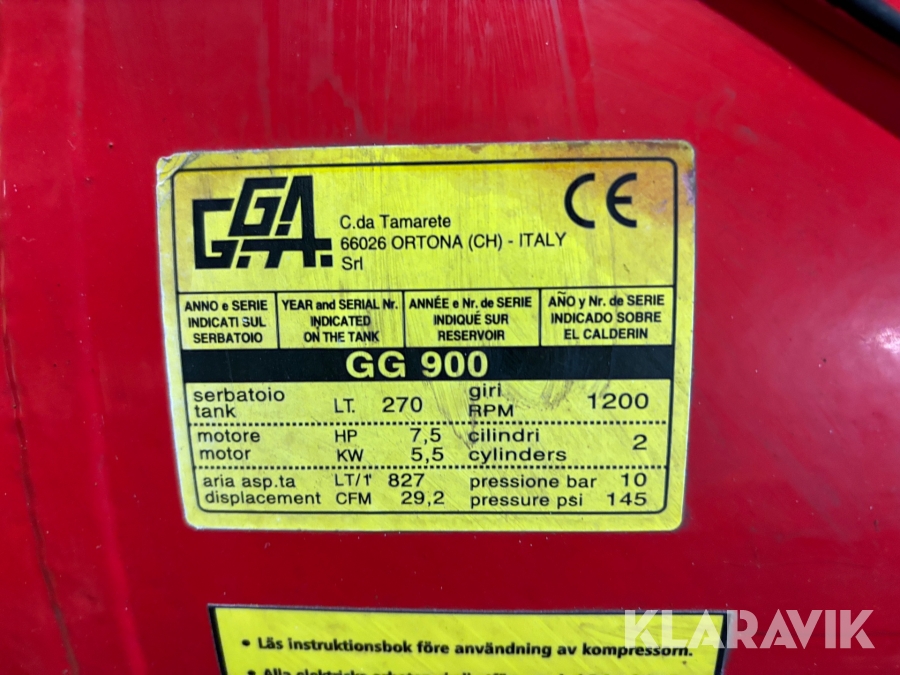 G.G.A.
C.da Tamarete
66026 ORTONA (CH) - ITALY
Srl
CE
ANNO e SERIE
INDICATI SUL
SERBATOIO
YEAR and SERIAL Nr.
INDICATED
ON THE TANK
ANNÉE e Nr. de SERIE
INDIQUÉ SUR
RESERVOIR
AÑO y Nr. de SERIE
INDICADO SOBRE
EL CALDERIN
GG 900
serbatoio
tank LT. 270
giri
RPM 1200
motore HP 7,5
motor KW 5,5
cilindri
cylinders 2
aria asp.ta LT/1' 827
displacement CFM 29,2
pressione bar 10
pressure psi 145
• Läs instruktionsbok före användning av kompressorn.
KLARAVIK